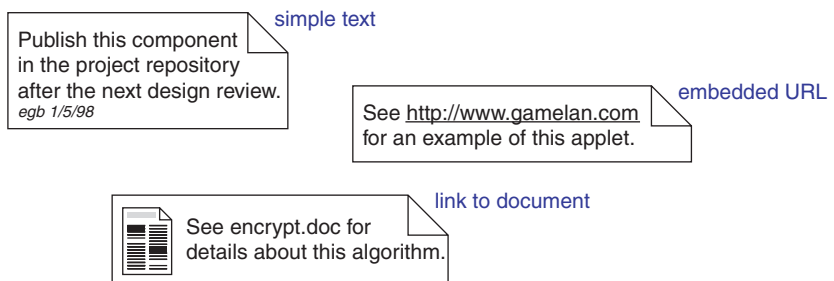 simple text
Publish this component
in the project repository
after the next design review.
egb 1/5/98
embedded URL
See http://www.gamelan.com
for an example of this applet.
link to document
See encrypt.doc for
details about this algorithm.